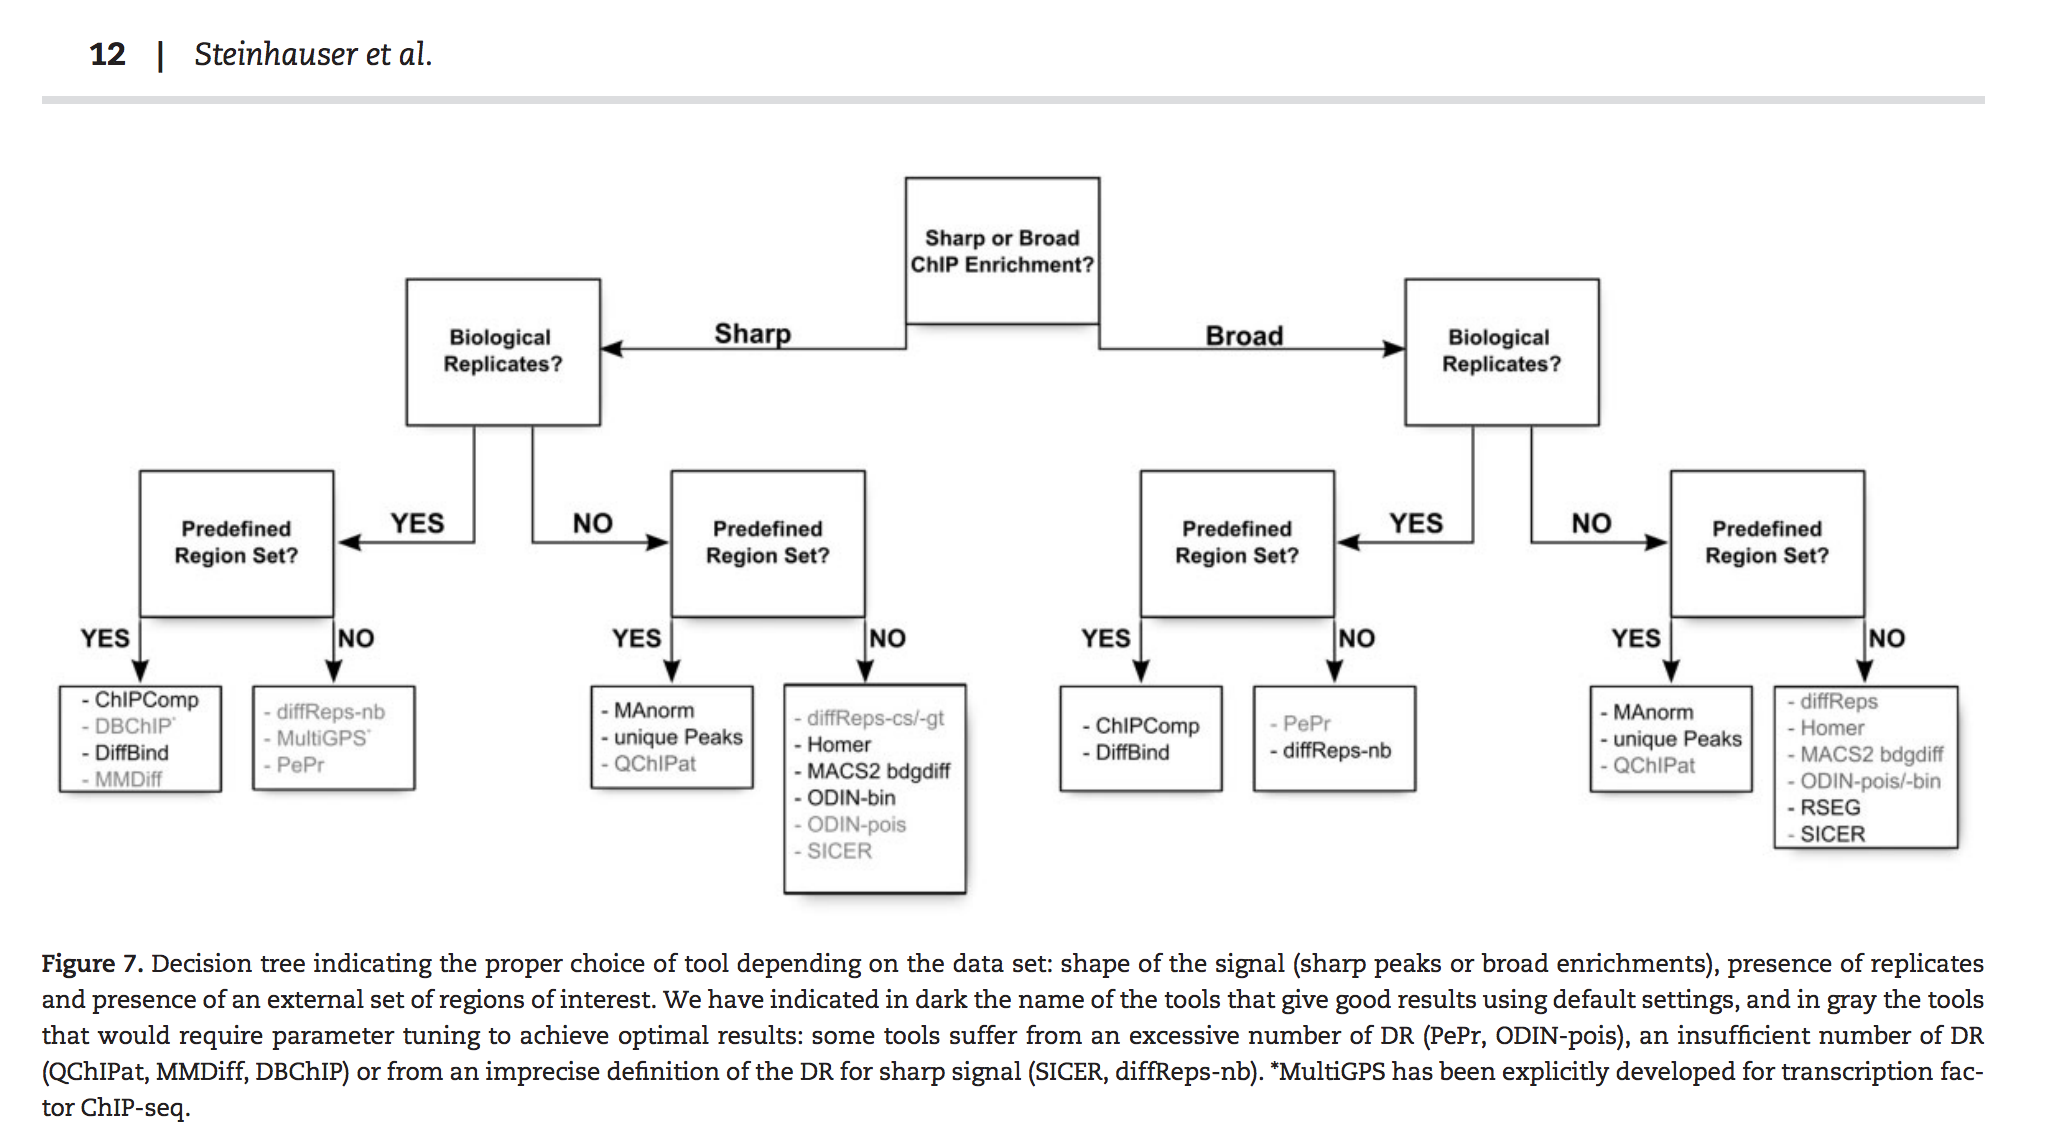 12 | Steinhauser et al.
Sharp or Broad
ChIP Enrichment?
Sharp
Broad
Biological
Replicates?
Biological
Replicates?
YES
NO
YES
NO
Predefined
Region Set?
Predefined
Region Set?
Predefined
Region Set?
Predefined
Region Set?
YES
NO
YES
NO
YES
NO
YES
NO
- ChIPComp
- DBChIP*
- DiffBind
- MMDiff
- diffReps-nb
- MultiGPS*
- PePr
- MAnorm
- unique Peaks
- QChIPat
- diffReps-cs/-gt
- Homer
- MACS2 bdgdiff
- ODIN-bin
- ODIN-pois
- SICER
- ChIPComp
- DiffBind
- PePr
- diffReps-nb
- MAnorm
- unique Peaks
- QChIPat
- diffReps
- Homer
- MACS2 bdgdiff
- ODIN-pois/-bin
- RSEG
- SICER
Figure 7. Decision tree indicating the proper choice of tool depending on the data set: shape of the signal (sharp peaks or broad enrichments), presence of replicates
and presence of an external set of regions of interest. We have indicated in dark the name of the tools that give good results using default settings, and in gray the tools
that would require parameter tuning to achieve optimal results: some tools suffer from an excessive number of DR (PePr, ODIN-pois), an insufficient number of DR
(QChIPat, MMDiff, DBChIP) or from an imprecise definition of the DR for sharp signal (SICER, diffReps-nb). *MultiGPS has been explicitly developed for transcription fac-
tor ChIP-seq.